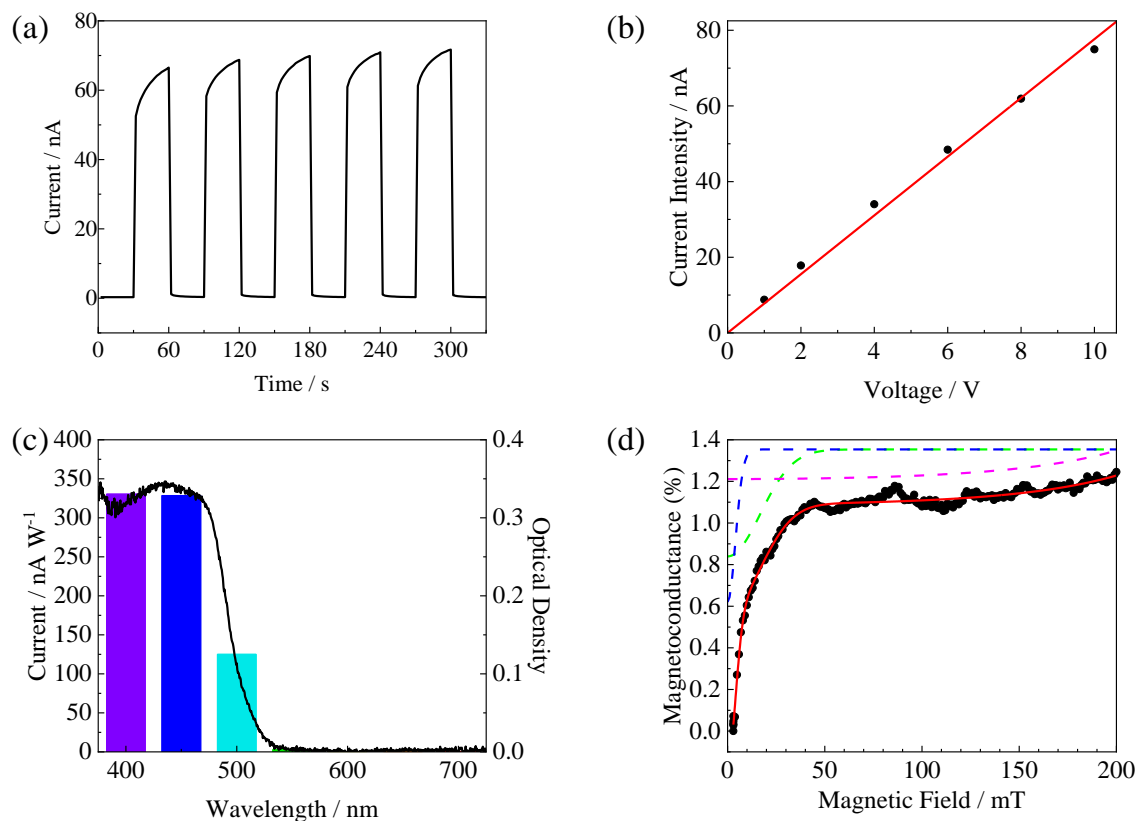 (a)
80
60
40
20
0
Current / nA
0 60 120 180 240 300
Time / s
(b)
80
60
40
20
0
Current Intensity / nA
2 4 6 8 10
Voltage / V
(c)
400
350
300
250
200
150
100
50
0
Current / nA W⁻¹
0.4
0.3
0.2
0.1
0.0
Optical Density
400 500 600 700
Wavelength / nm
(d)
1.4
1.2
1.0
0.8
0.6
0.4
0.2
0.0
Magnetoconductance (%)
0 50 100 150 200
Magnetic Field / mT